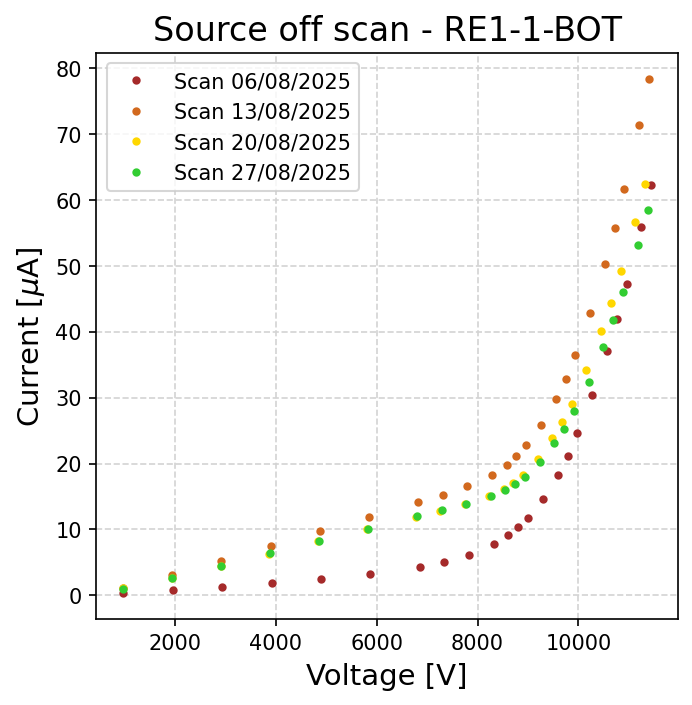 Source off scan - RE1-1-BOT
Scan 06/08/2025
Scan 13/08/2025
Scan 20/08/2025
Scan 27/08/2025
80
70
60
50
40
30
20
10
0
Current [μA]
2000 4000 6000 8000 10000
Voltage [V]